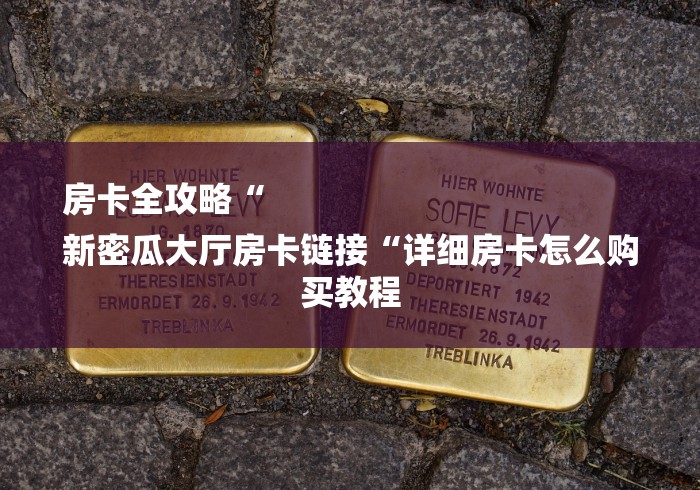 房卡全攻略“
新密瓜大厅房卡链接“详细房卡怎么购
买教程
HIER WOHNTE
1870
THERESIENSTADT
ERMORDET 26.9.1942
TREBLINKA
HIER WOHNTE
SOFIE LEVY
1872
DEPORTIERT 1942
THERESIENSTADT
ERMORDET 26.9.1942
TREBLINKA